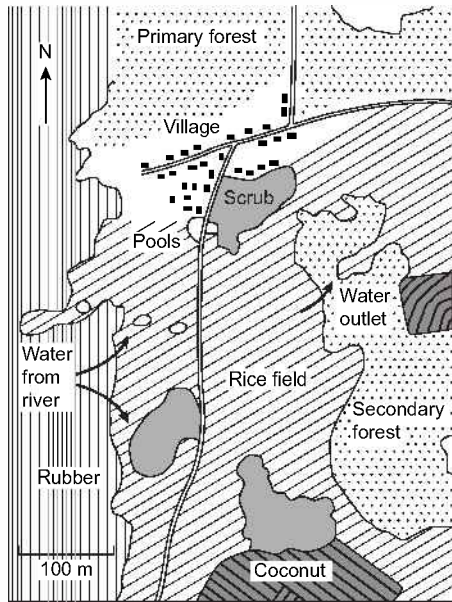 Primary forest
N
Village
Scrub
Pools
Water
outlet
Water
from
river
Rice field
Secondary
forest
Rubber
100 m
Coconut